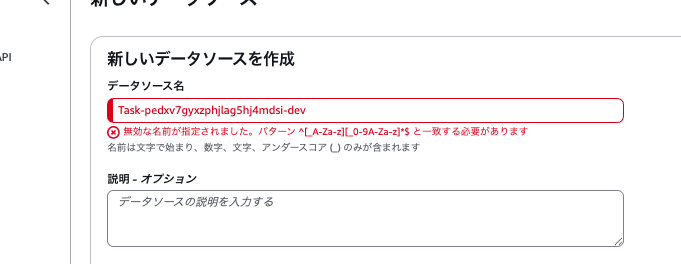 新しいデータソース
API
新しいデータソースを作成
データソース名
Task-pedxv7gyxzphjlag5hj4mdsi-dev
無効な名前が指定されました。パターン ^[_A-Za-z][_0-9A-Za-z]*$ と一致する必要があります
名前は文字で始まり、数字、文字、アンダースコア (_) のみが含まれます
説明 - オプション
データソースの説明を入力する